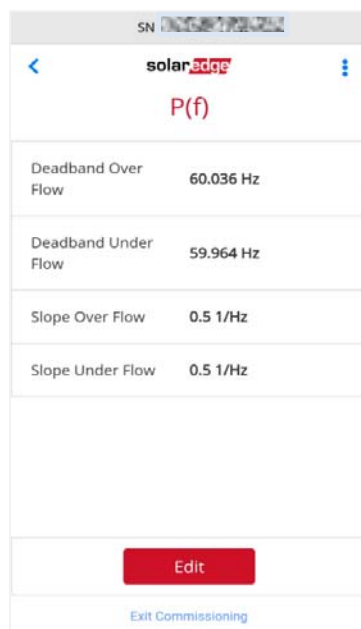 SN
solaredge
P(f)
Deadband Over
Flow
60.036 Hz
Deadband Under
Flow
59.964 Hz
Slope Over Flow 0.5 1/Hz
Slope Under Flow 0.5 1/Hz
Edit
Exit Commissioning